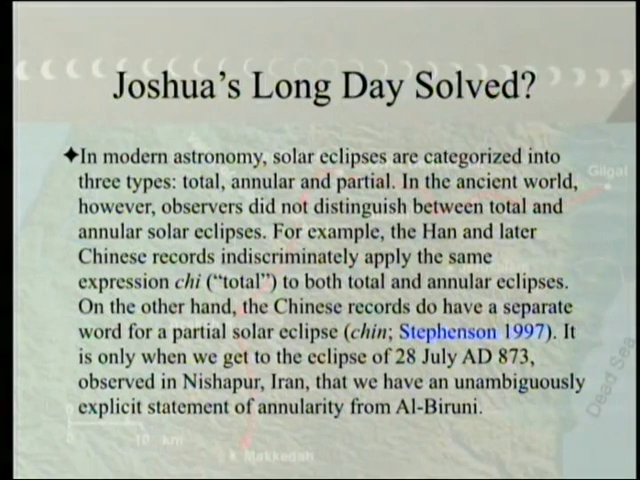 Joshua's Long Day Solved?
In modern astronomy, solar eclipses are categorized into
three types: total, annular and partial. In the ancient world,
however, observers did not distinguish between total and
annular solar eclipses. For example, the Han and later
Chinese records indiscriminately apply the same
expression chi ("total") to both total and annular eclipses.
On the other hand, the Chinese records do have a separate
word for a partial solar eclipse (chin; Stephenson 1997). It
is only when we get to the eclipse of 28 July AD 873,
observed in Nishapur, Iran, that we have an unambiguously
explicit statement of annularity from Al-Biruni.
Gilgal
Dead Sea
0 10 km
Makkedah